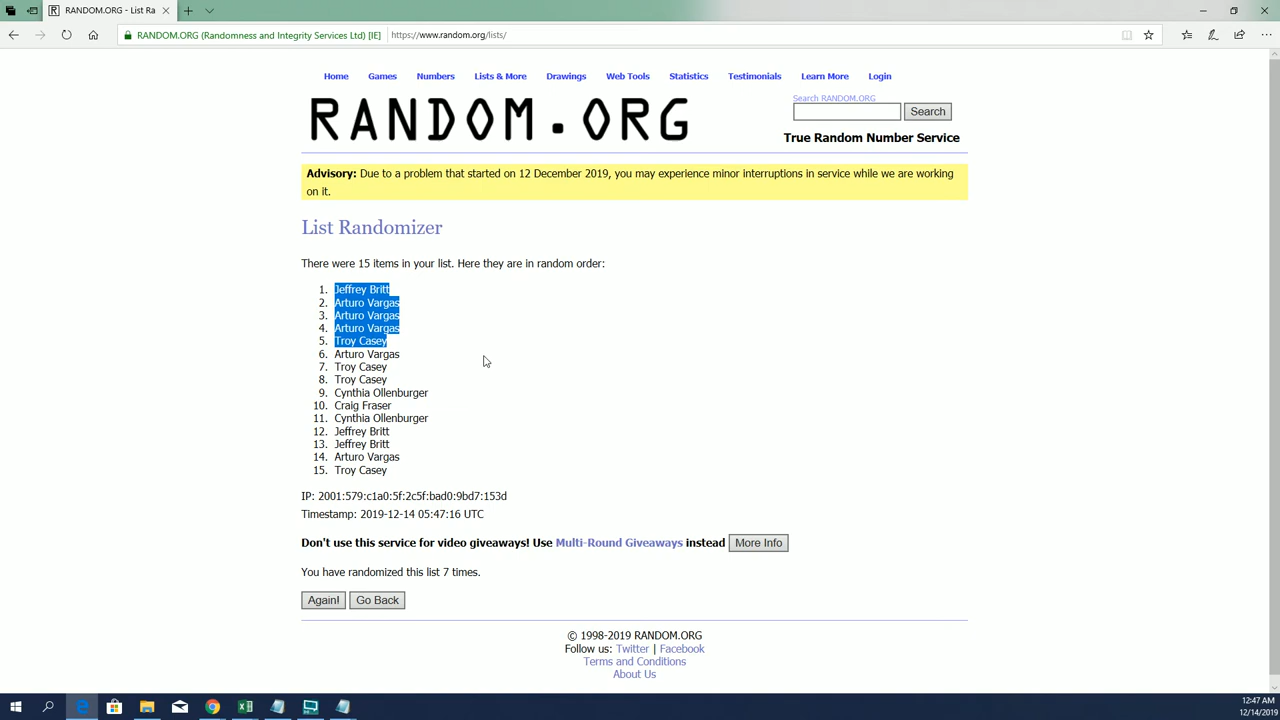 RANDOM.ORG - List Ra
RANDOM.ORG (Randomness and Integrity Services Ltd) [IE]
https://www.random.org/lists/
Home Games Numbers Lists & More Drawings Web Tools Statistics Testimonials Learn More Login
RANDOM.ORG
Search RANDOM.ORG
Search
True Random Number Service
Advisory: Due to a problem that started on 12 December 2019, you may experience minor interruptions in service while we are working
on it.
List Randomizer
There were 15 items in your list. Here they are in random order:
1. Jeffrey Britt
2. Arturo Vargas
3. Arturo Vargas
4. Arturo Vargas
5. Troy Casey
6. Arturo Vargas
7. Troy Casey
8. Troy Casey
9. Cynthia Ollenburger
10. Craig Fraser
11. Cynthia Ollenburger
12. Jeffrey Britt
13. Jeffrey Britt
14. Arturo Vargas
15. Troy Casey
IP: 2001:579:c1a0:5f:2c5f:bad0:9bd7:153d
Timestamp: 2019-12-14 05:47:16 UTC
Don't use this service for video giveaways! Use Multi-Round Giveaways instead More Info
You have randomized this list 7 times.
Again! Go Back
© 1998-2019 RANDOM.ORG
Follow us: Twitter | Facebook
Terms and Conditions
About Us
12:47 AM
12/14/2019